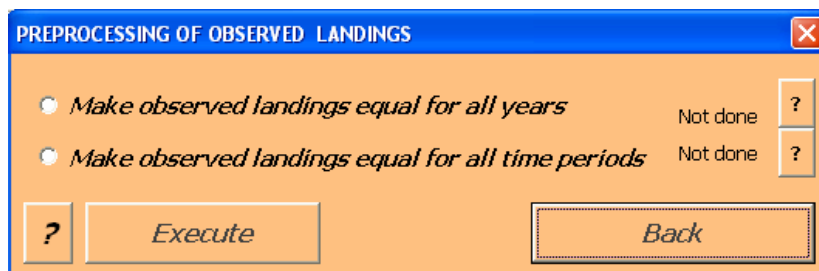 PREPROCESSING OF OBSERVED LANDINGS
Make observed landings equal for all years Not done ?
Make observed landings equal for all time periods Not done ?
? Execute Back